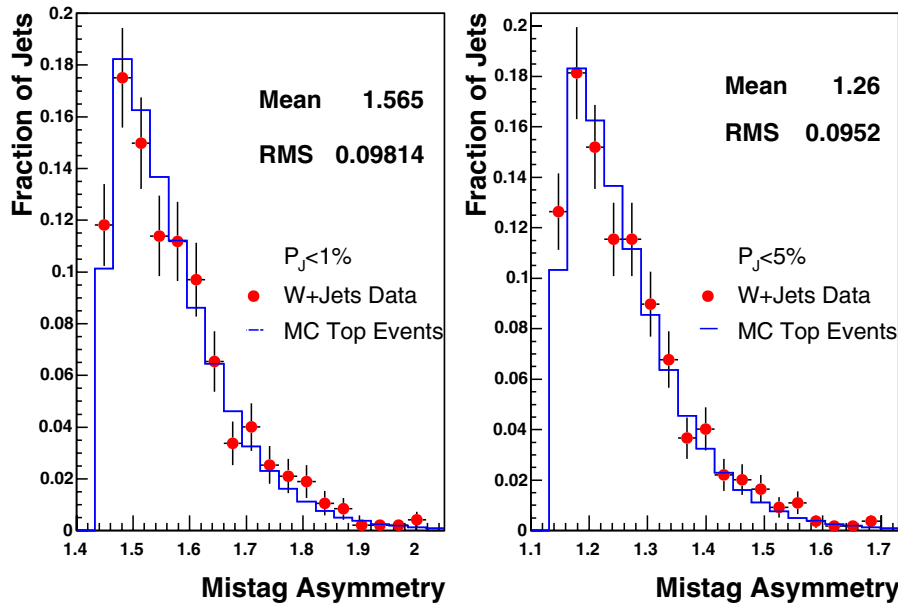 Fraction of Jets
0.2
0.18
0.16
0.14
0.12
0.1
0.08
0.06
0.04
0.02
0
Mean 1.565
RMS 0.09814
P_J<1%
W+Jets Data
MC Top Events
1.4 1.5 1.6 1.7 1.8 1.9 2
Mistag Asymmetry
Fraction of Jets
0.2
0.18
0.16
0.14
0.12
0.1
0.08
0.06
0.04
0.02
0
Mean 1.26
RMS 0.0952
P_J<5%
W+Jets Data
MC Top Events
1.1 1.2 1.3 1.4 1.5 1.6 1.7
Mistag Asymmetry